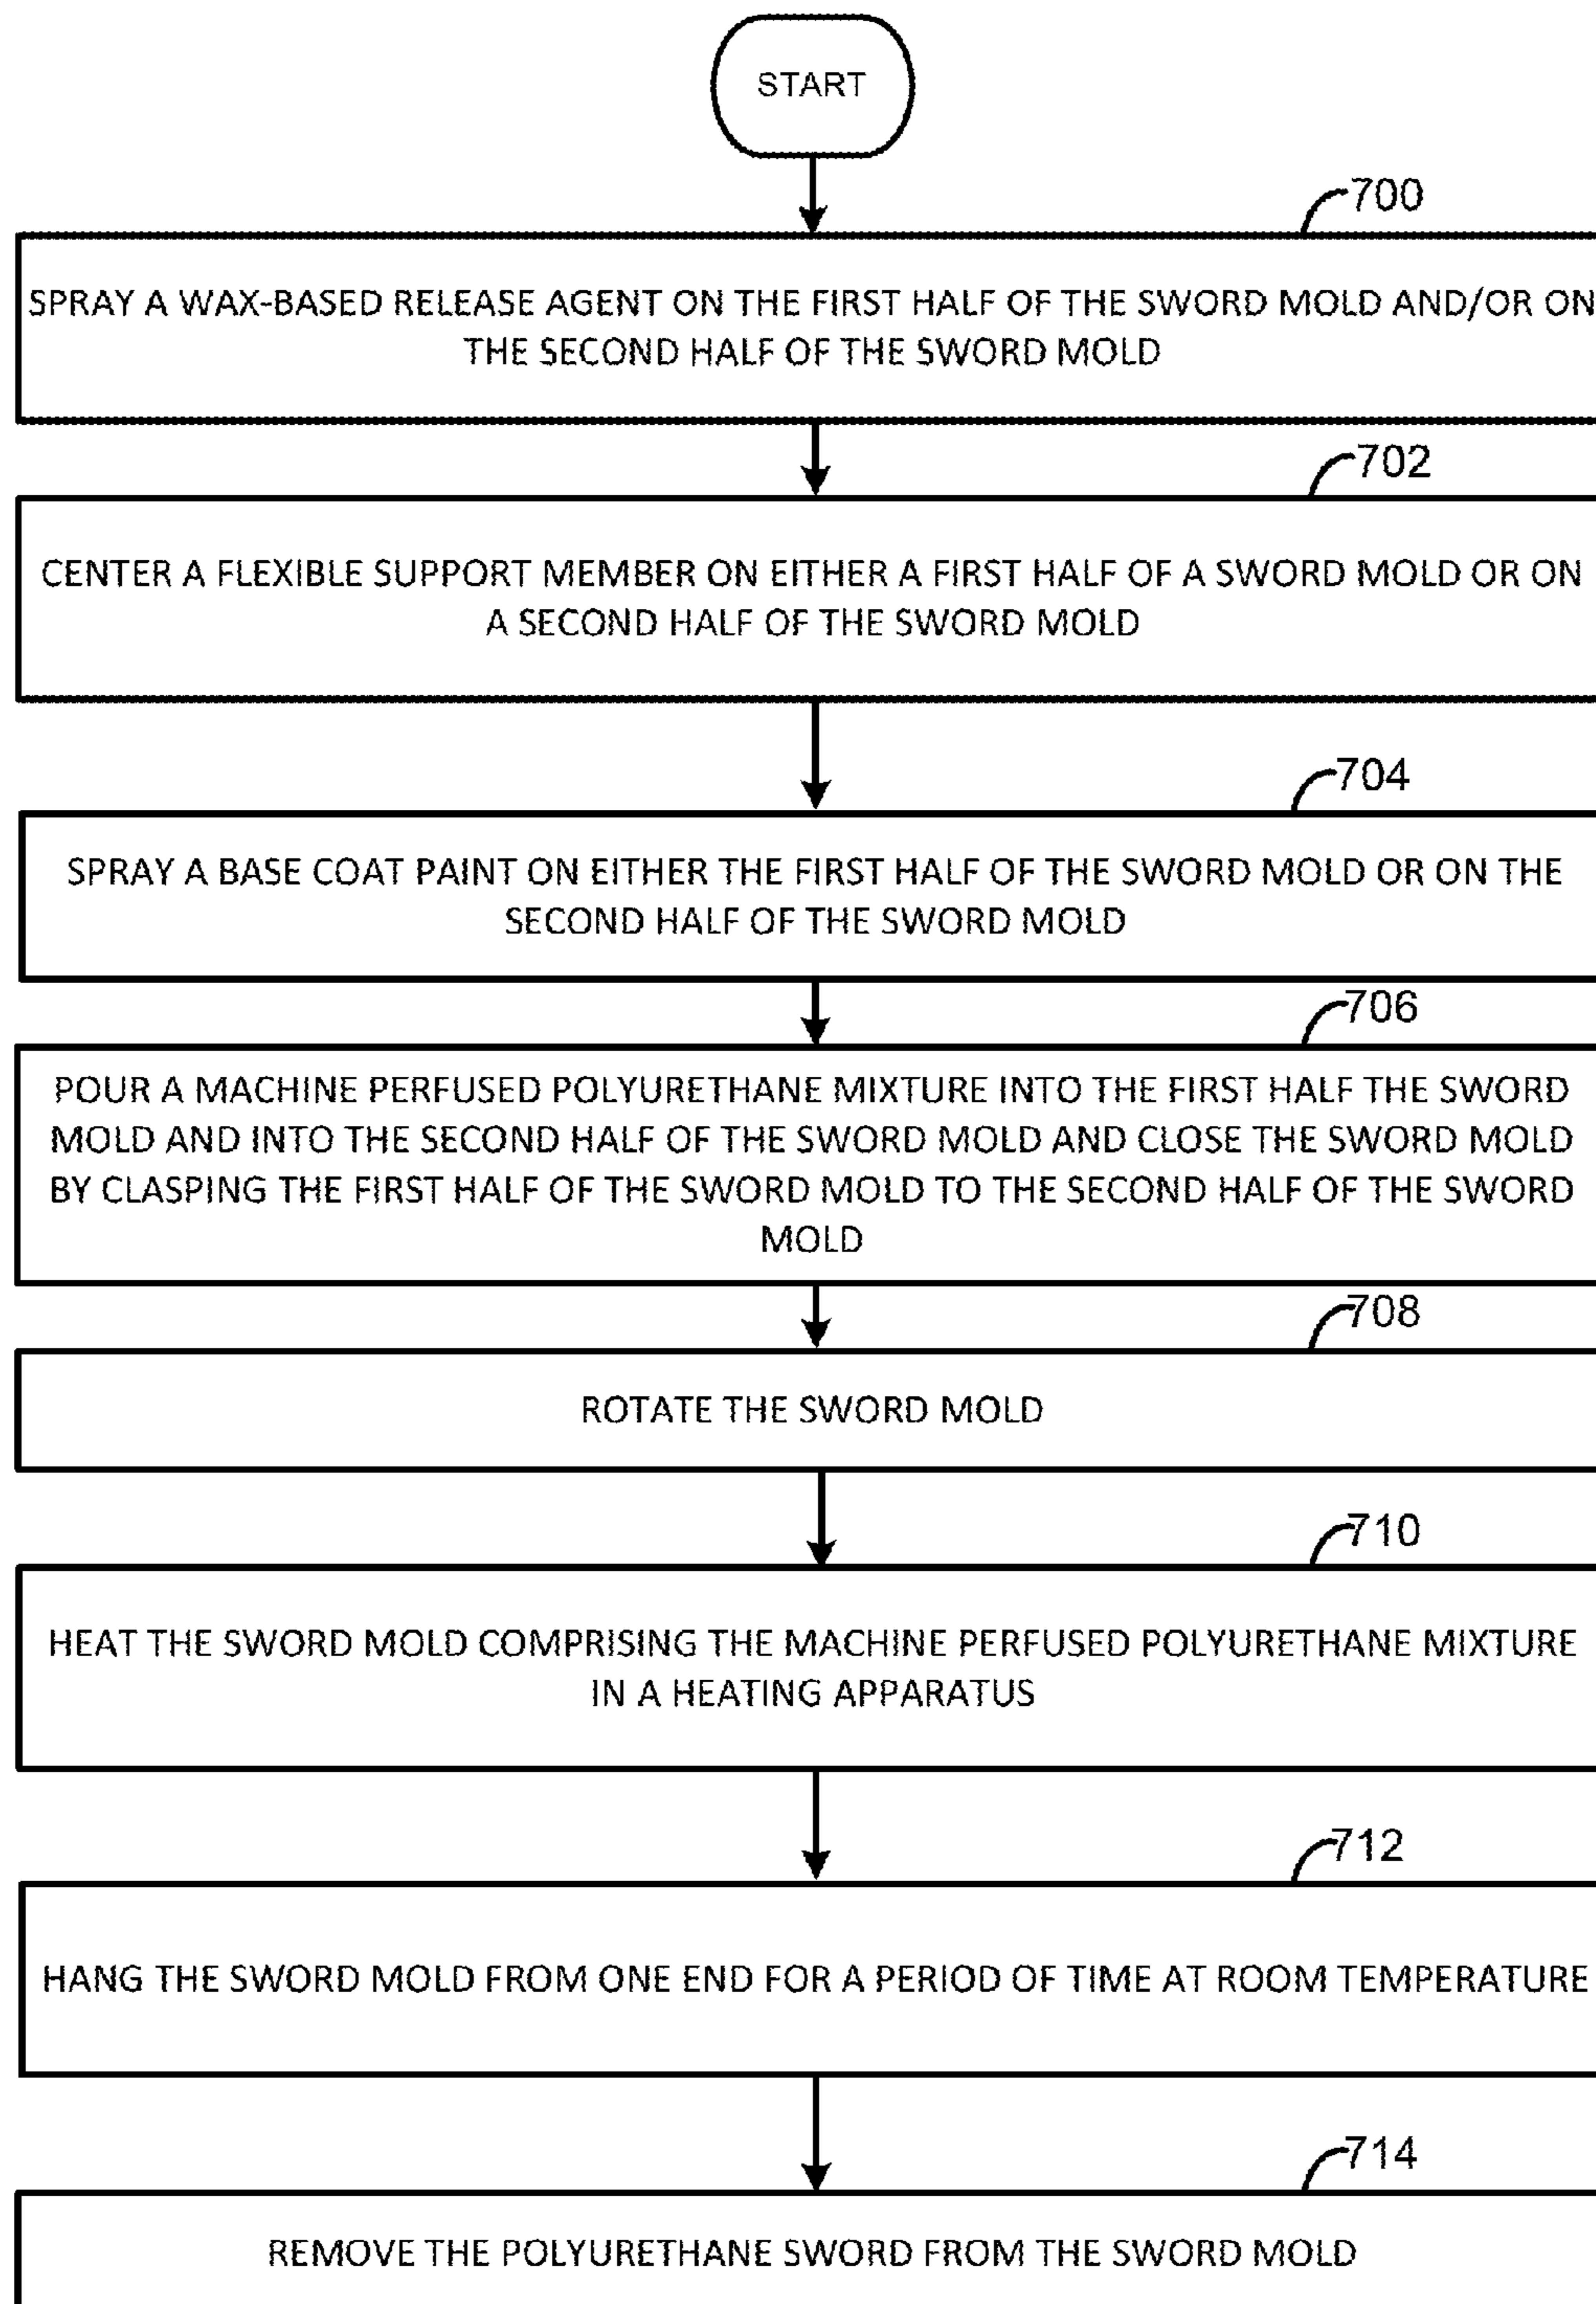 START
700
SPRAY A WAX-BASED RELEASE AGENT ON THE FIRST HALF OF THE SWORD MOLD AND/OR ON
THE SECOND HALF OF THE SWORD MOLD
702
CENTER A FLEXIBLE SUPPORT MEMBER ON EITHER A FIRST HALF OF A SWORD MOLD OR ON
A SECOND HALF OF THE SWORD MOLD
704
SPRAY A BASE COAT PAINT ON EITHER THE FIRST HALF OF THE SWORD MOLD OR ON THE
SECOND HALF OF THE SWORD MOLD
706
POUR A MACHINE PERFUSED POLYURETHANE MIXTURE INTO THE FIRST HALF THE SWORD
MOLD AND INTO THE SECOND HALF OF THE SWORD MOLD AND CLOSE THE SWORD MOLD
BY CLASPING THE FIRST HALF OF THE SWORD MOLD TO THE SECOND HALF OF THE SWORD
MOLD
708
ROTATE THE SWORD MOLD
710
HEAT THE SWORD MOLD COMPRISING THE MACHINE PERFUSED POLYURETHANE MIXTURE
IN A HEATING APPARATUS
712
HANG THE SWORD MOLD FROM ONE END FOR A PERIOD OF TIME AT ROOM TEMPERATURE
714
REMOVE THE POLYURETHANE SWORD FROM THE SWORD MOLD